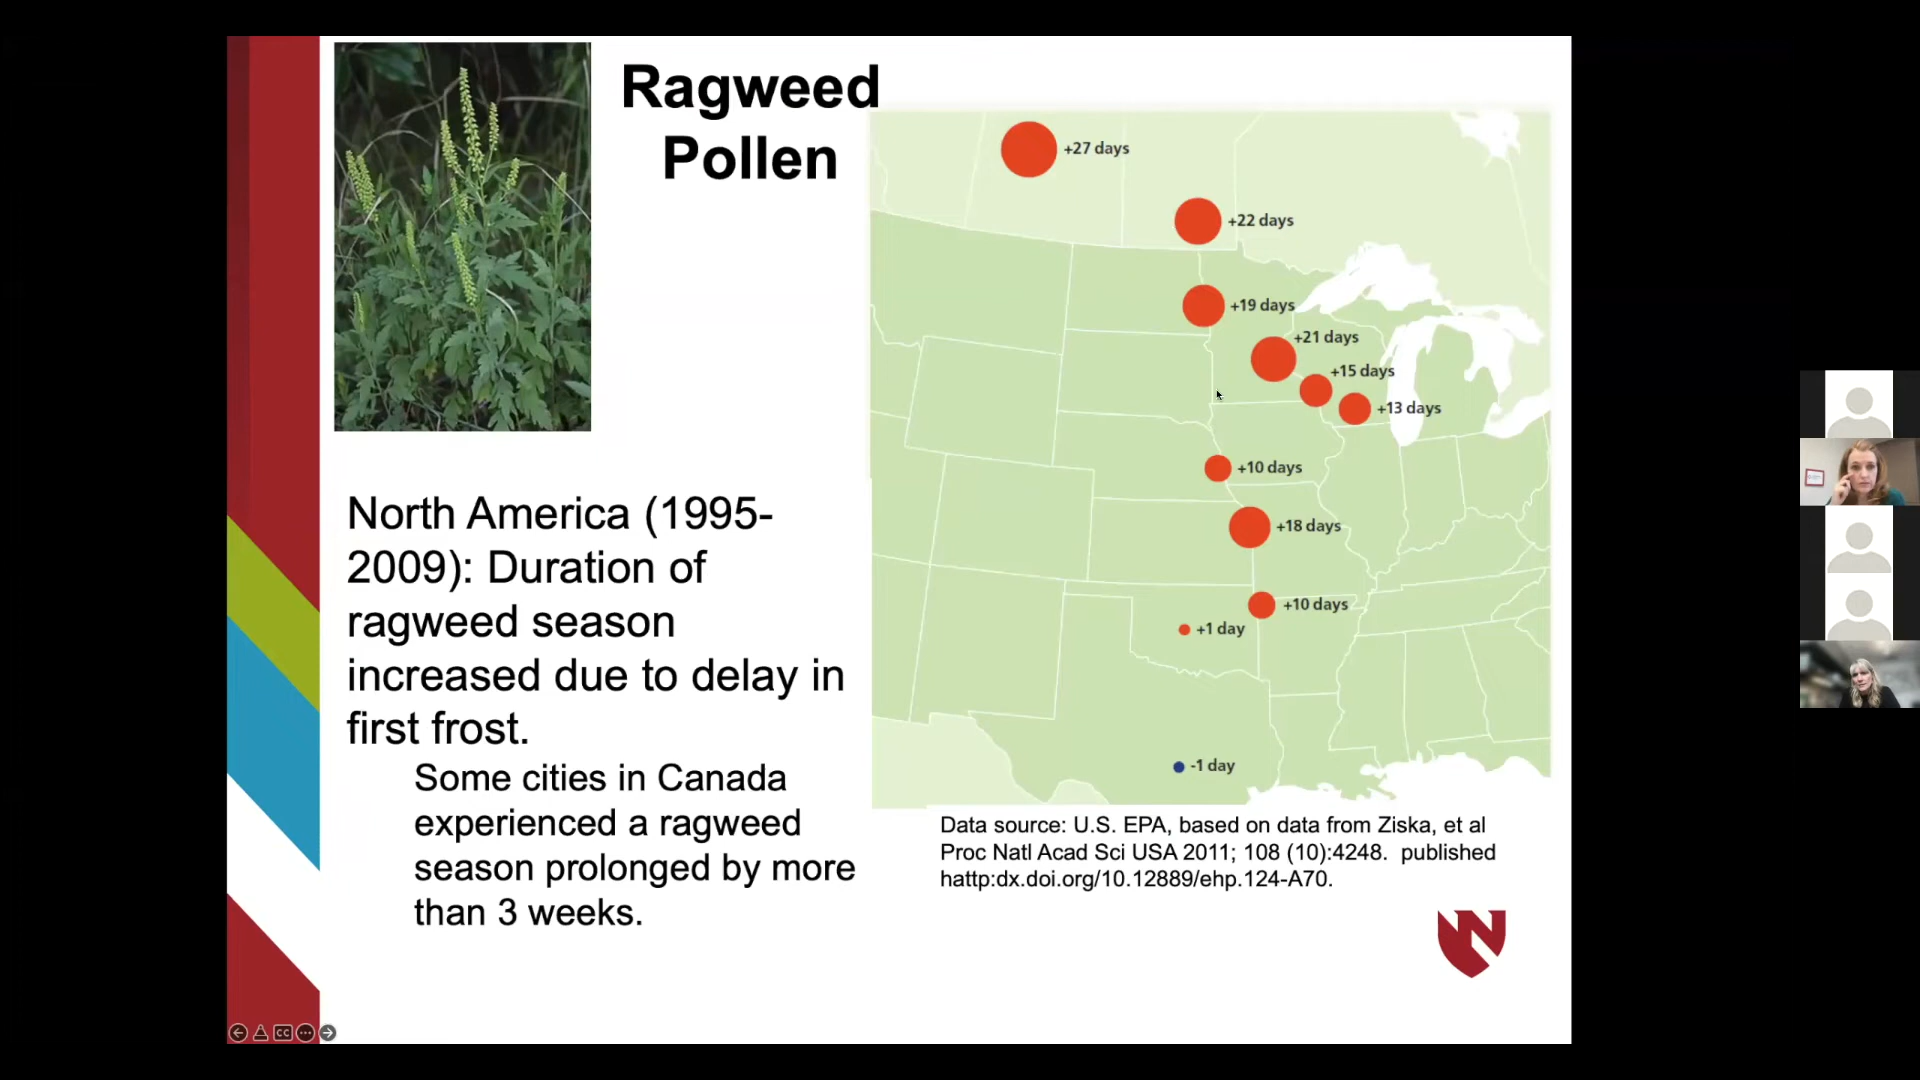 Ragweed
Pollen
North America (1995-
2009): Duration of
ragweed season
increased due to delay in
first frost.
Some cities in Canada
experienced a ragweed
season prolonged by more
than 3 weeks.
+27 days
+22 days
+19 days
+21 days
+15 days
+13 days
+10 days
+18 days
+10 days
+1 day
-1 day
Data source: U.S. EPA, based on data from Ziska, et al
Proc Natl Acad Sci USA 2011; 108 (10):4248.  published
hattp:dx.doi.org/10.12889/ehp.124-A70.
N
CC